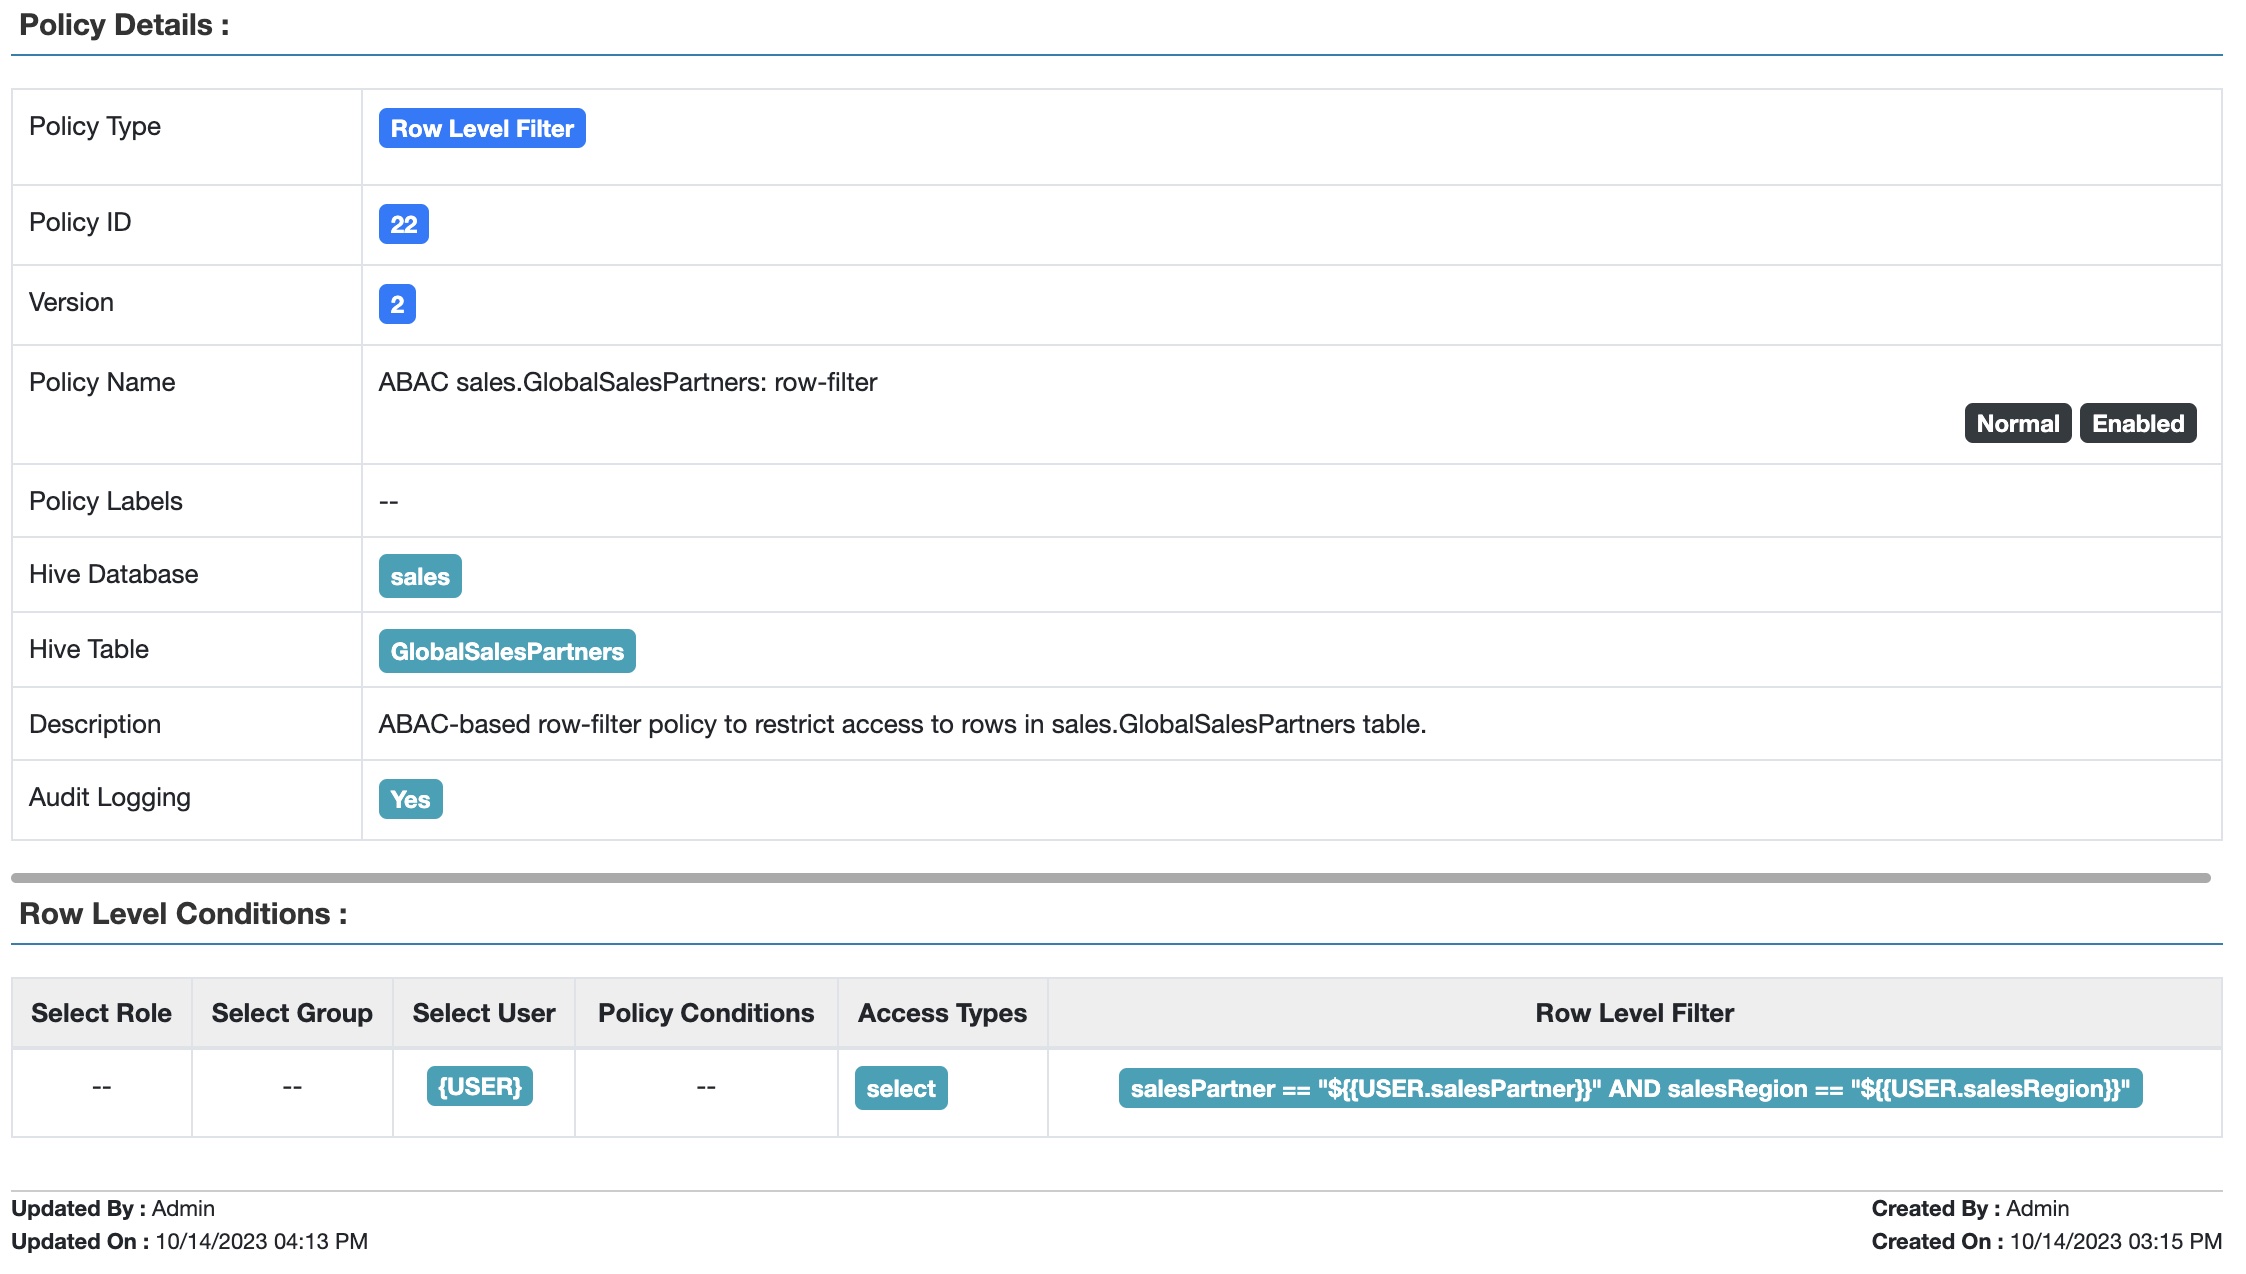 Policy Details :
Policy Type Row Level Filter
Policy ID 22
Version 2
Policy Name ABAC sales.GlobalSalesPartners: row-filter
Normal Enabled
Policy Labels --
Hive Database sales
Hive Table GlobalSalesPartners
Description ABAC-based row-filter policy to restrict access to rows in sales.GlobalSalesPartners table.
Audit Logging Yes
Row Level Conditions :
Select Role Select Group Select User Policy Conditions Access Types Row Level Filter
-- -- {USER} -- select salesPartner == "${{USER.salesPartner}}" AND salesRegion == "${{USER.salesRegion}}"
Updated By : Admin Created By : Admin
Updated On : 10/14/2023 04:13 PM Created On : 10/14/2023 03:15 PM